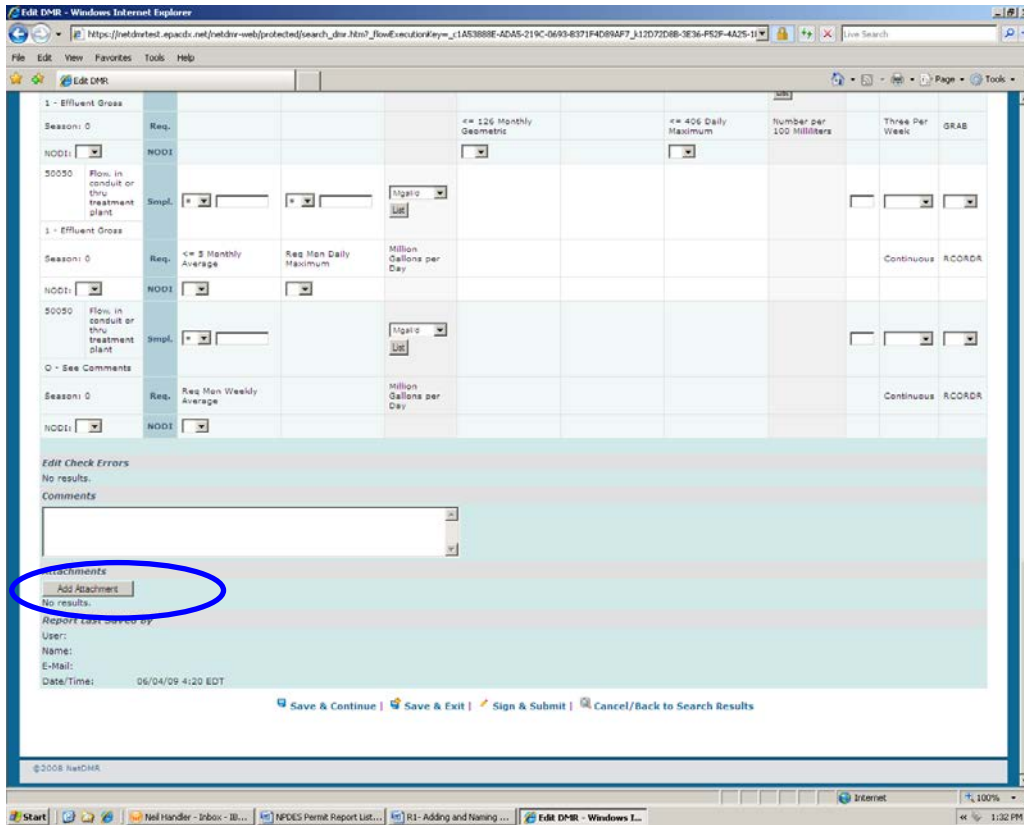 Edit DMR - Windows Internet Explorer
https://netdmrtest.epacdx.net/netdmr-web/protected/search_dmr.htm?_flowExecutionKey=
Live Search
File Edit View Favorites Tools Help
Edit DMR
Page Tools
1 - Effluent Gross
Season: 0 Req. <= 126 Monthly Geometric <= 406 Daily Maximum Number per 100 Milliliters Three Per Week GRAB
NODI: NODI
50050 Flow, in conduit or thru treatment plant Smpl. = = Mgal/d
List
1 - Effluent Gross
Season: 0 Req. <= 3 Monthly Average Req Mon Daily Maximum Million Gallons per Day Continuous RCORDR
NODI: NODI
50050 Flow, in conduit or thru treatment plant Smpl. = Mgal/d
List
O - See Comments
Season: 0 Req. Req Mon Weekly Average Million Gallons per Day Continuous RCORDR
NODI: NODI
Edit Check Errors
No results.
Comments
Attachments
Add Attachment
No results.
Report Last Saved By
User:
Name:
E-Mail:
Date/Time: 06/04/09 4:20 EDT
Save & Continue | Save & Exit | Sign & Submit | Cancel/Back to Search Results
©2008 NetDMR
Internet 100%
Start Neil Handler - Inbox - IB... NPDES Permit Report List... R1- Adding and Naming ... Edit DMR - Windows I... 1:32 PM